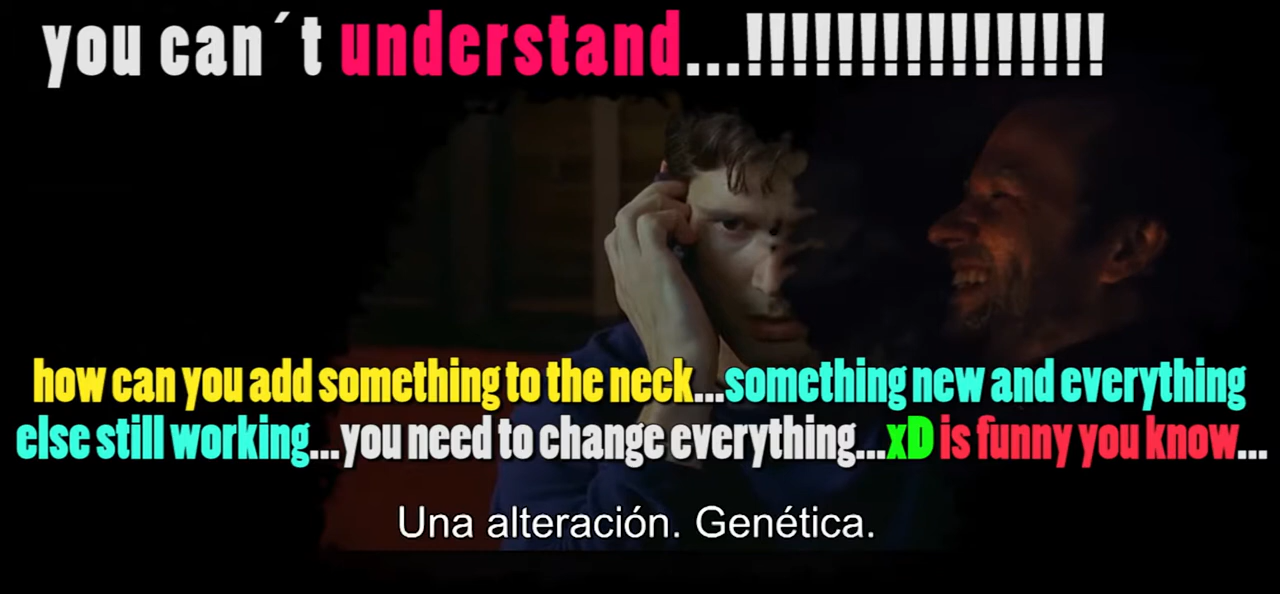 you can´t understand...!!!!!!!!!!!!!!!!
how can you add something to the neck...something new and everything
else still working...you need to change everything...xD is funny you know...
Una alteración. Genética.